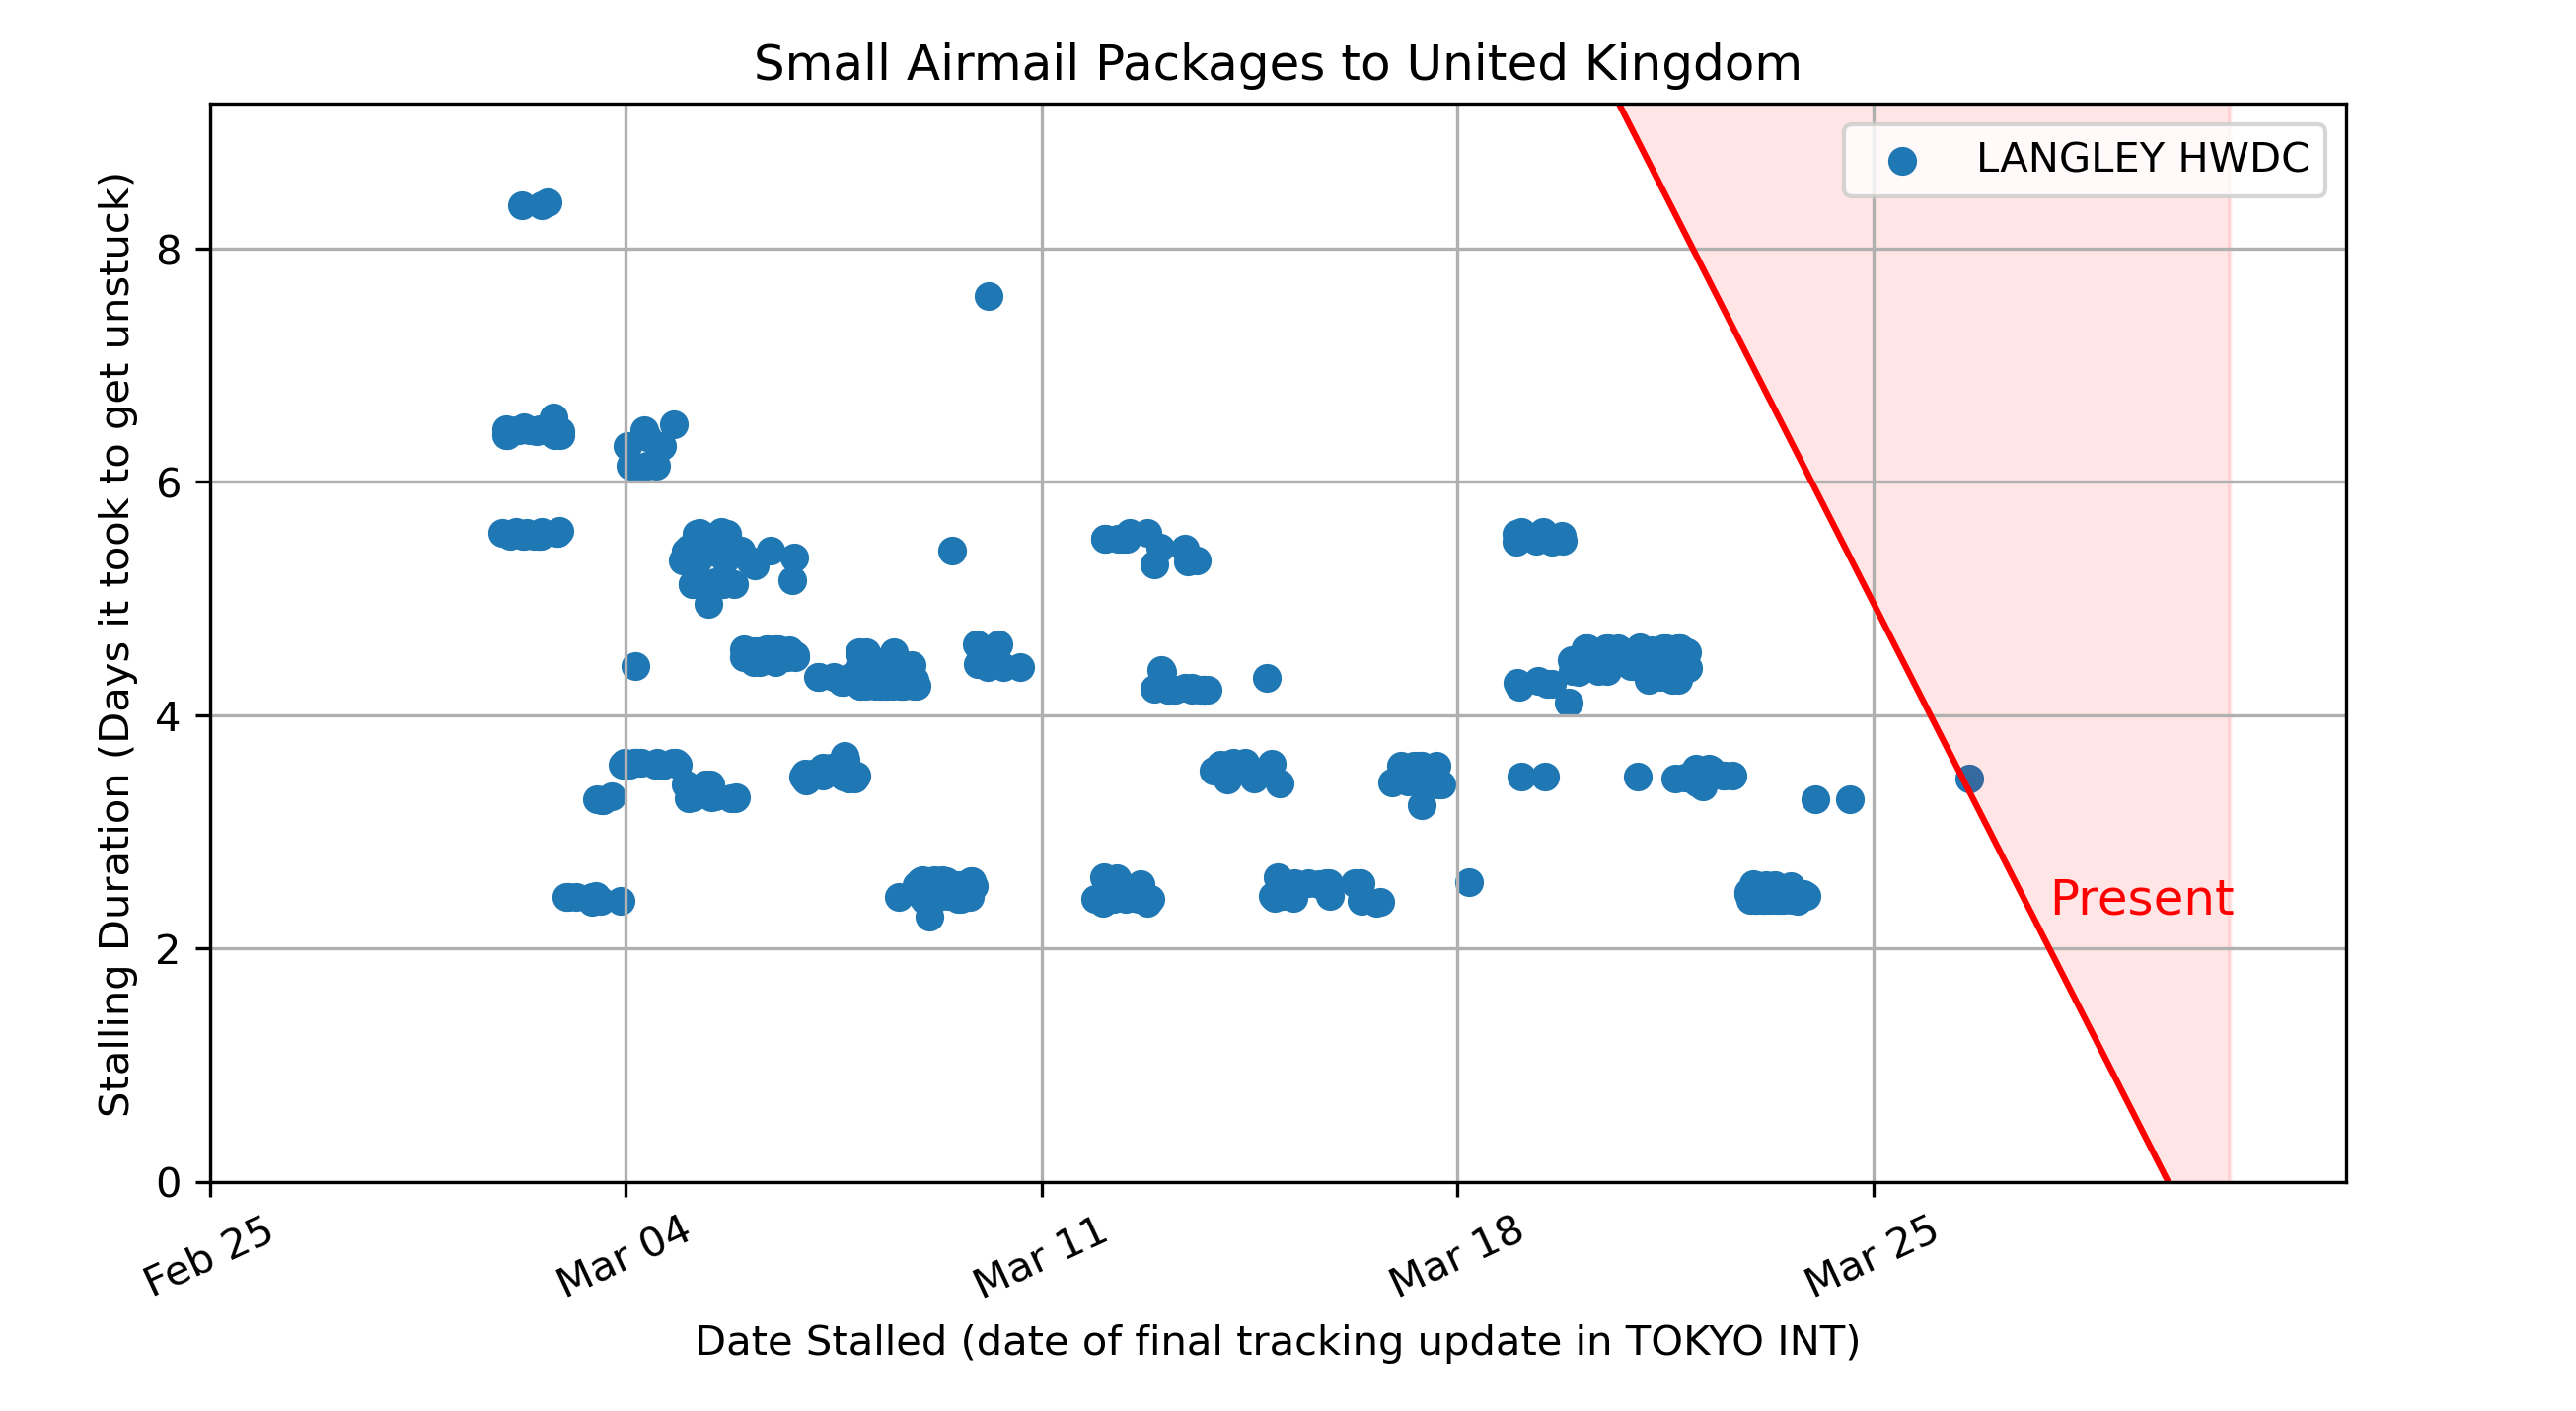 Small Airmail Packages to United Kingdom
LANGLEY HWDC
Stalling Duration (Days it took to get unstuck)
8
6
4
2
0
Present
Feb 25
Mar 04
Mar 11
Mar 18
Mar 25
Date Stalled (date of final tracking update in TOKYO INT)